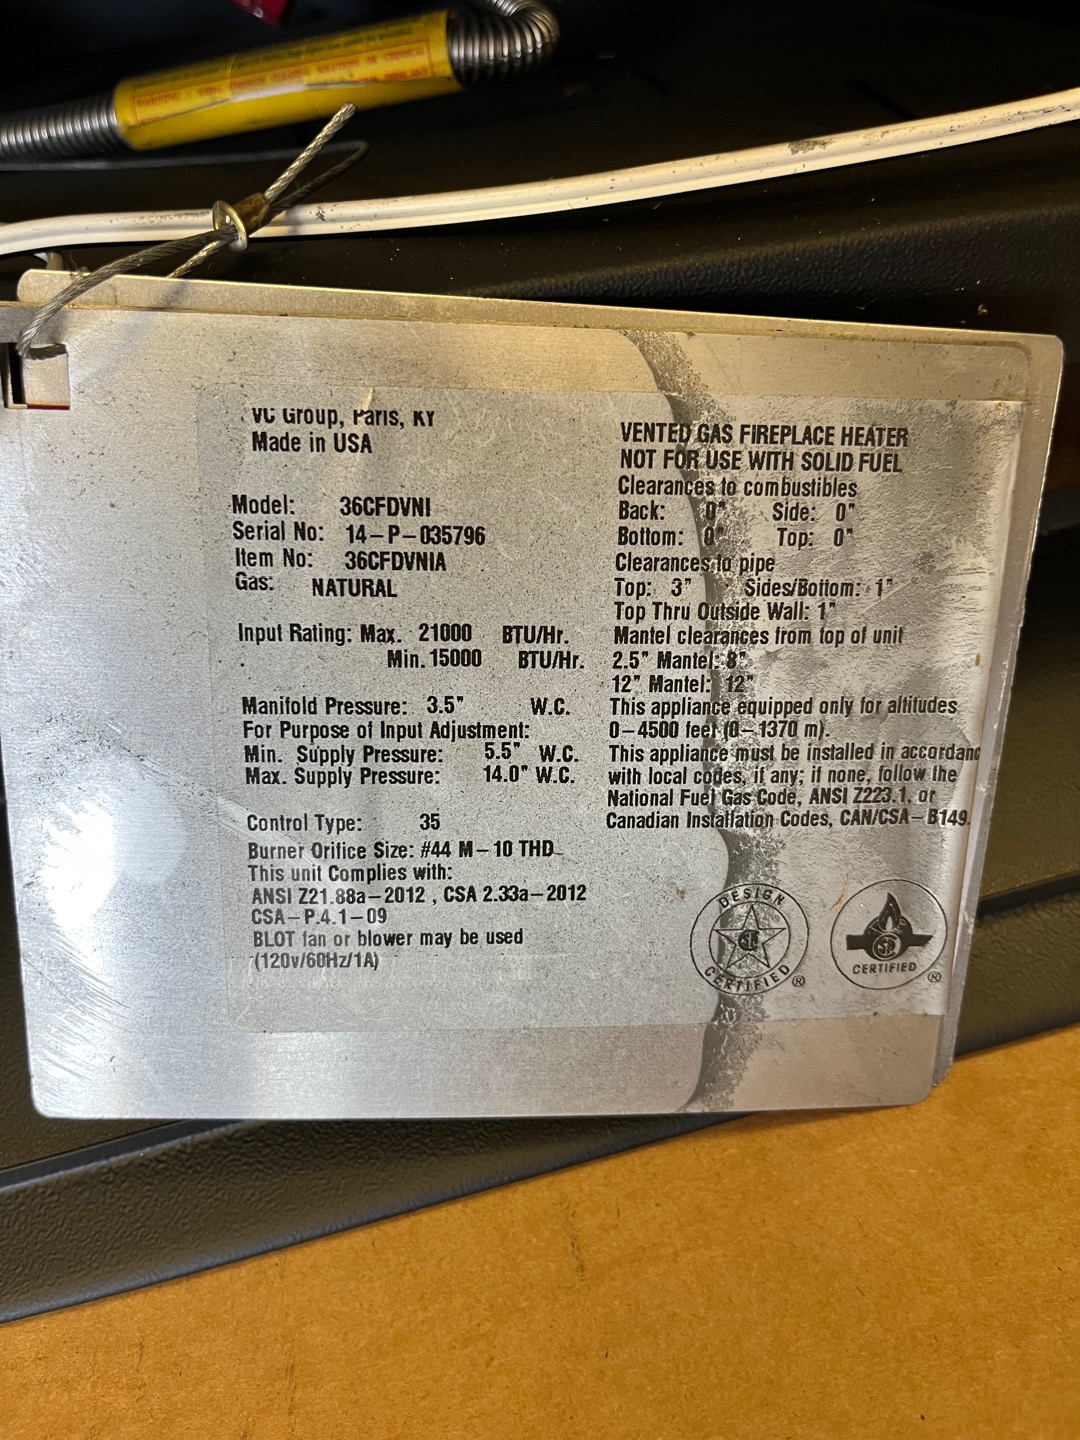 VC Group, Paris, KY
Made in USA
Model: 36CFDVNI
Serial No: 14-P-035796
Item No: 36CFDVNIA
Gas: NATURAL
Input Rating: Max. 21000 BTU/Hr.
. Min. 15000 BTU/Hr.
Manifold Pressure: 3.5" W.C.
For Purpose of Input Adjustment:
Min. Supply Pressure: 5.5" W.C.
Max. Supply Pressure: 14.0" W.C.
Control Type: 35
Burner Orifice Size: #44 M-10 THD
This unit Complies with:
ANSI Z21.88a-2012 , CSA 2.33a-2012
CSA-P.4.1-09
BLOT fan or blower may be used
(120v/60Hz/1A)
VENTED GAS FIREPLACE HEATER
NOT FOR USE WITH SOLID FUEL
Clearances to combustibles
Back: 0" Side: 0"
Bottom: 0" Top: 0"
Clearances to pipe
Top: 3" Sides/Bottom: 1"
Top Thru Outside Wall: 1"
Mantel clearances from top of unit
2.5" Mantel: 8"
12" Mantel: 12"
This appliance equipped only for altitudes
0-4500 feet (0-1370 m).
This appliance must be installed in accordanc
with local codes, if any; if none, follow the
National Fuel Gas Code, ANSI Z223.1, or
Canadian Installation Codes, CAN/CSA-B149.
DESIGN
CERTIFIED ®
CERTIFIED ®